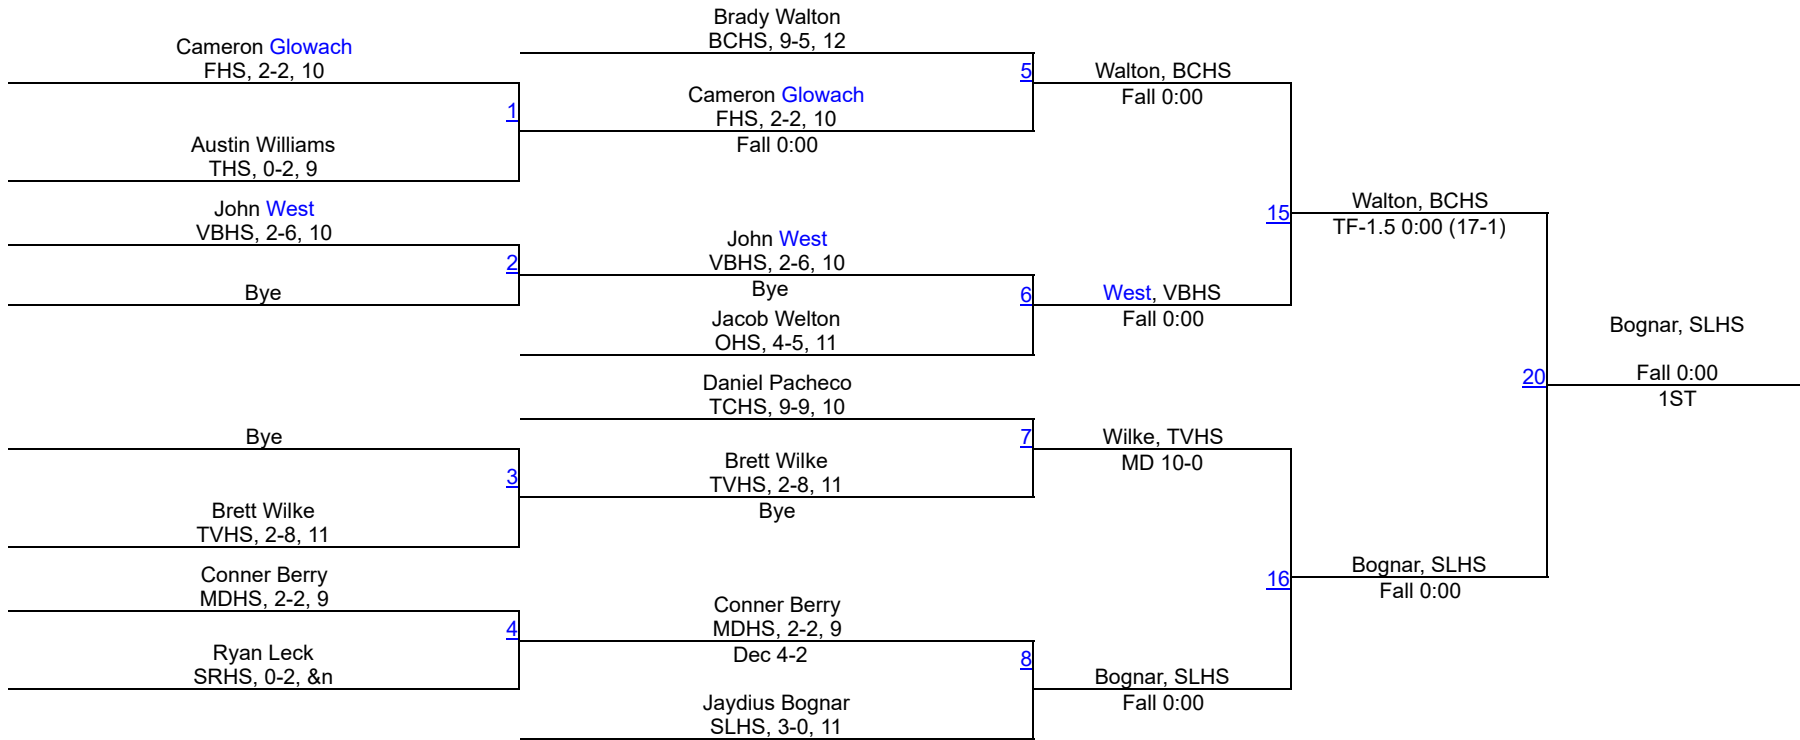 Cameron Glowach
FHS, 2-2, 10
1
Austin Williams
THS, 0-2, 9
John West
VBHS, 2-6, 10
2
Bye
Bye
3
Brett Wilke
TVHS, 2-8, 11
Conner Berry
MDHS, 2-2, 9
4
Ryan Leck
SRHS, 0-2, &n
Brady Walton
BCHS, 9-5, 12
5
Cameron Glowach
FHS, 2-2, 10
Fall 0:00
John West
VBHS, 2-6, 10
Bye
6
Jacob Welton
OHS, 4-5, 11
Daniel Pacheco
TCHS, 9-9, 10
7
Brett Wilke
TVHS, 2-8, 11
Bye
Conner Berry
MDHS, 2-2, 9
Dec 4-2
8
Jaydius Bognar
SLHS, 3-0, 11
Walton, BCHS
Fall 0:00
15
West, VBHS
Fall 0:00
Wilke, TVHS
MD 10-0
16
Bognar, SLHS
Fall 0:00
Walton, BCHS
TF-1.5 0:00 (17-1)
20
Bognar, SLHS
Fall 0:00
Bognar, SLHS
Fall 0:00
1ST